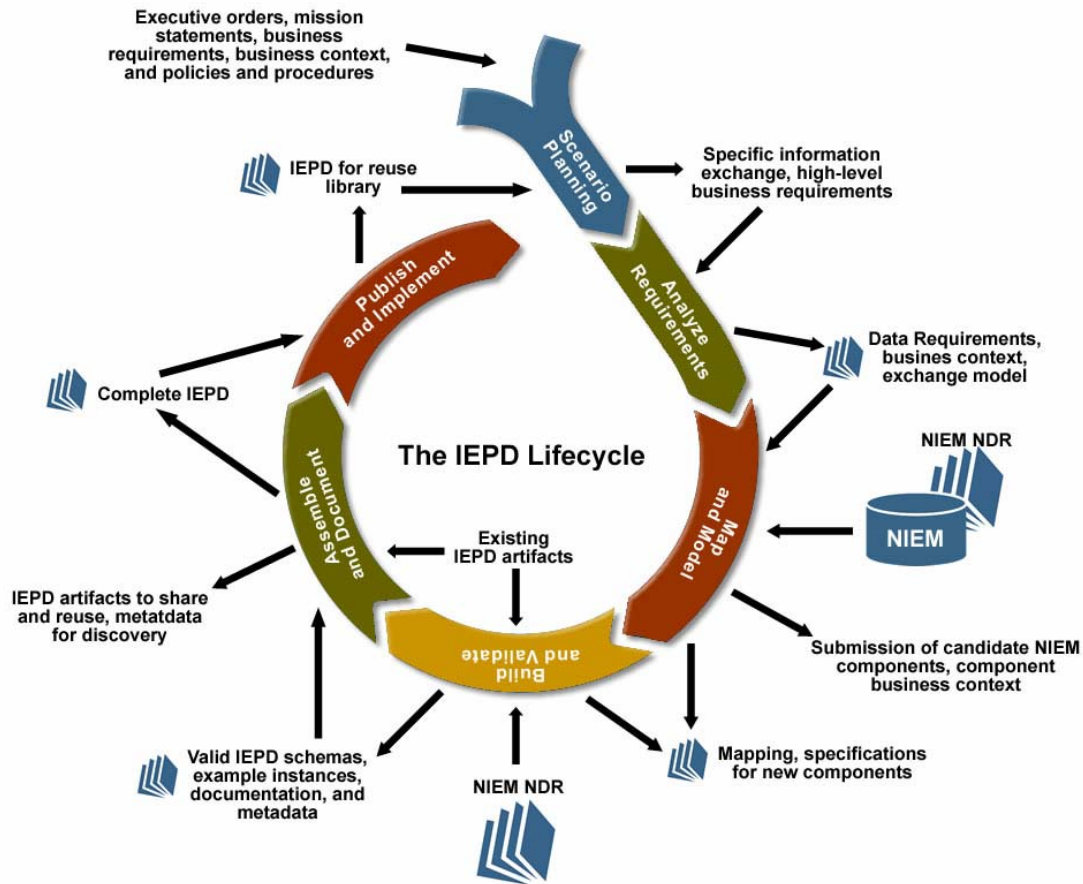 Executive orders, mission
statements, business
requirements, business context,
and policies and procedures
Scenario
Planning
IEPD for reuse
library
Specific information
exchange, high-level
business requirements
Publish
and Implement
Analyze
Requirements
Data Requirements,
busines context,
exchange model
Complete IEPD
The IEPD Lifecycle
NIEM NDR
NIEM
Map
and Model
Assemble
and Document
Existing
IEPD artifacts
IEPD artifacts to share
and reuse, metatdata
for discovery
Build
and Validate
Submission of candidate NIEM
components, component
business context
Valid IEPD schemas,
example instances,
documentation, and
metadata
NIEM NDR
Mapping, specifications
for new components